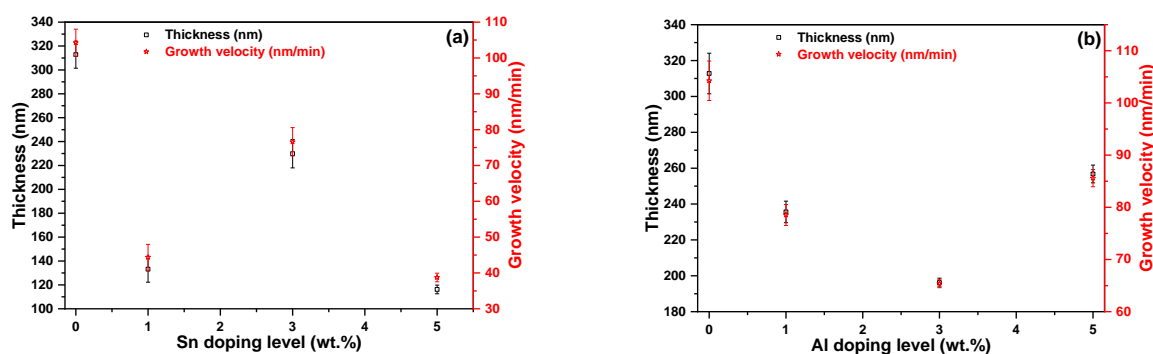 (a)
Thickness (nm)
Growth velocity (nm/min)
340
320
300
280
260
240
220
200
180
160
140
120
100
Thickness (nm)
110
100
90
80
70
60
50
40
30
Growth velocity (nm/min)
0 1 2 3 4 5
Sn doping level (wt.%)
(b)
Thickness (nm)
Growth velocity (nm/min)
340
320
300
280
260
240
220
200
180
Thickness (nm)
110
100
90
80
70
60
Growth velocity (nm/min)
0 1 2 3 4 5
Al doping level (wt.%)